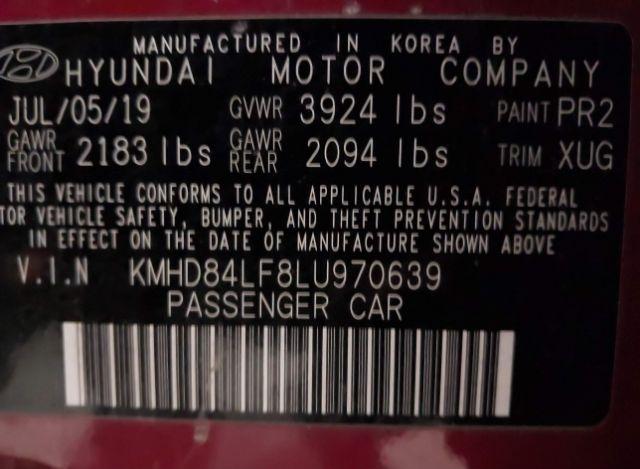 MANUFACTURED IN KOREA BY
HYUNDAI MOTOR COMPANY
JUL/05/19 GVWR 3924 lbs PAINT PR2
GAWR FRONT 2183 lbs GAWR REAR 2094 lbs TRIM XUG
THIS VEHICLE CONFORMS TO ALL APPLICABLE U.S.A. FEDERAL
TOR VEHICLE SAFETY, BUMPER, AND THEFT PREVENTION STANDARDS
IN EFFECT ON THE DATE OF MANUFACTURE SHOWN ABOVE
V.I.N KMHD84LF8LU970639
PASSENGER CAR